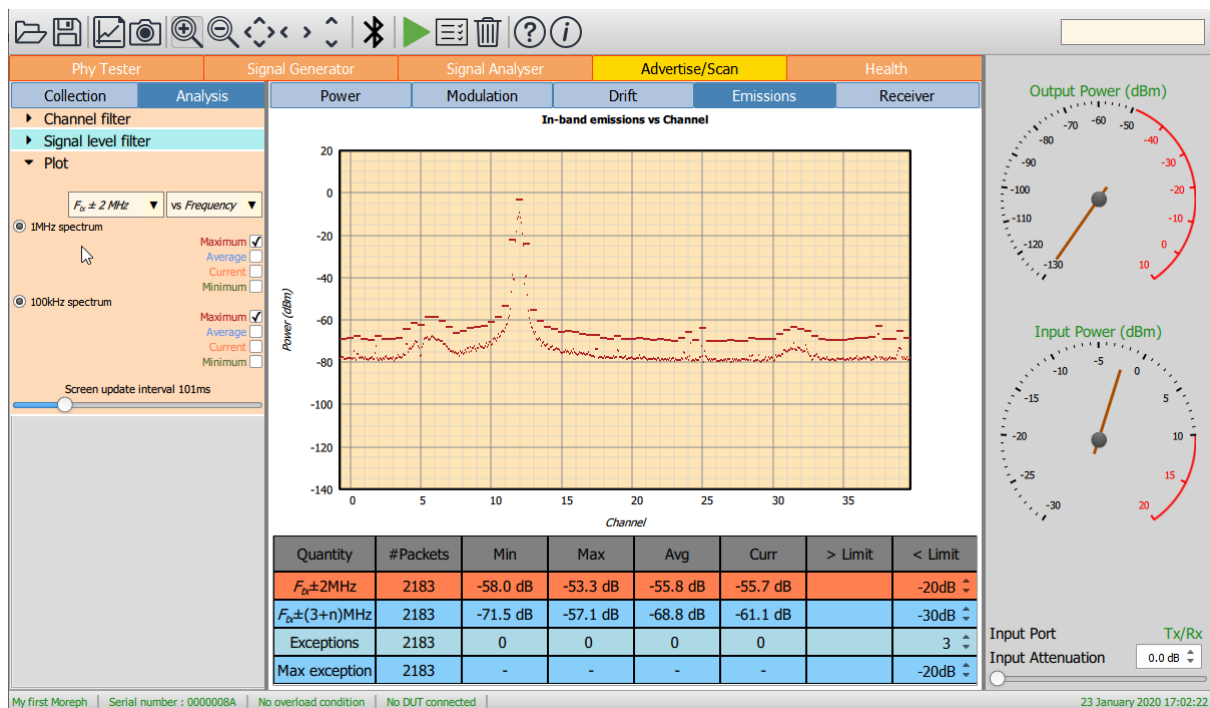 Phy Tester Signal Generator Signal Analyser Advertise/Scan Health
Collection Analysis Power Modulation Drift Emissions Receiver
Channel filter
Signal level filter
Plot
Ftx ± 2 MHz vs Frequency
1MHz spectrum
Maximum
Average
Current
Minimum
100kHz spectrum
Maximum
Average
Current
Minimum
Screen update interval 101ms
In-band emissions vs Channel
Power (dBm)
20
0
-20
-40
-60
-80
-100
-120
-140
0 5 10 15 20 25 30 35
Channel
Quantity #Packets Min Max Avg Curr > Limit < Limit
Ftx±2MHz 2183 -58.0 dB -53.3 dB -55.8 dB -55.7 dB -20dB
Ftx±(3+n)MHz 2183 -71.5 dB -57.1 dB -68.8 dB -61.1 dB -30dB
Exceptions 2183 0 0 0 0 3
Max exception 2183 - - - - -20dB
Output Power (dBm)
-130 -120 -110 -100 -90 -80 -70 -60 -50 -40 -30 -20 -10 0 10
Input Power (dBm)
-30 -25 -20 -15 -10 -5 0 5 10 15 20
Input Port Tx/Rx
Input Attenuation 0.0 dB
My first Moreph Serial number : 0000008A No overload condition No DUT connected 23 January 2020 17:02:22